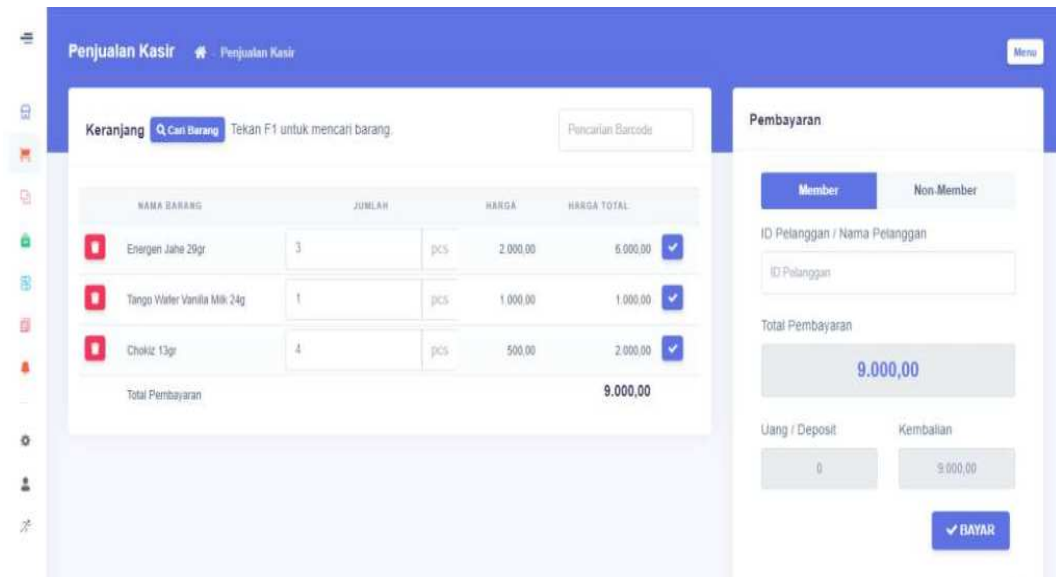 Penjualan Kasir Penjualan Kasir
Menu
Keranjang Cari Barang Tekan F1 untuk mencari barang.
Pencarian Barcode
NAMA BARANG JUMLAH HARGA HARGA TOTAL
Energen Jahe 29gr 3 pcs 2.000,00 6.000,00
Tango Wafer Vanilla Milk 24g 1 pcs 1.000,00 1.000,00
Chokiz 13gr 4 pcs 500,00 2.000,00
Total Pembayaran 9.000,00
Pembayaran
Member Non-Member
ID Pelanggan / Nama Pelanggan
ID Pelanggan
Total Pembayaran
9.000,00
Uang / Deposit Kembalian
0 9.000,00
BAYAR